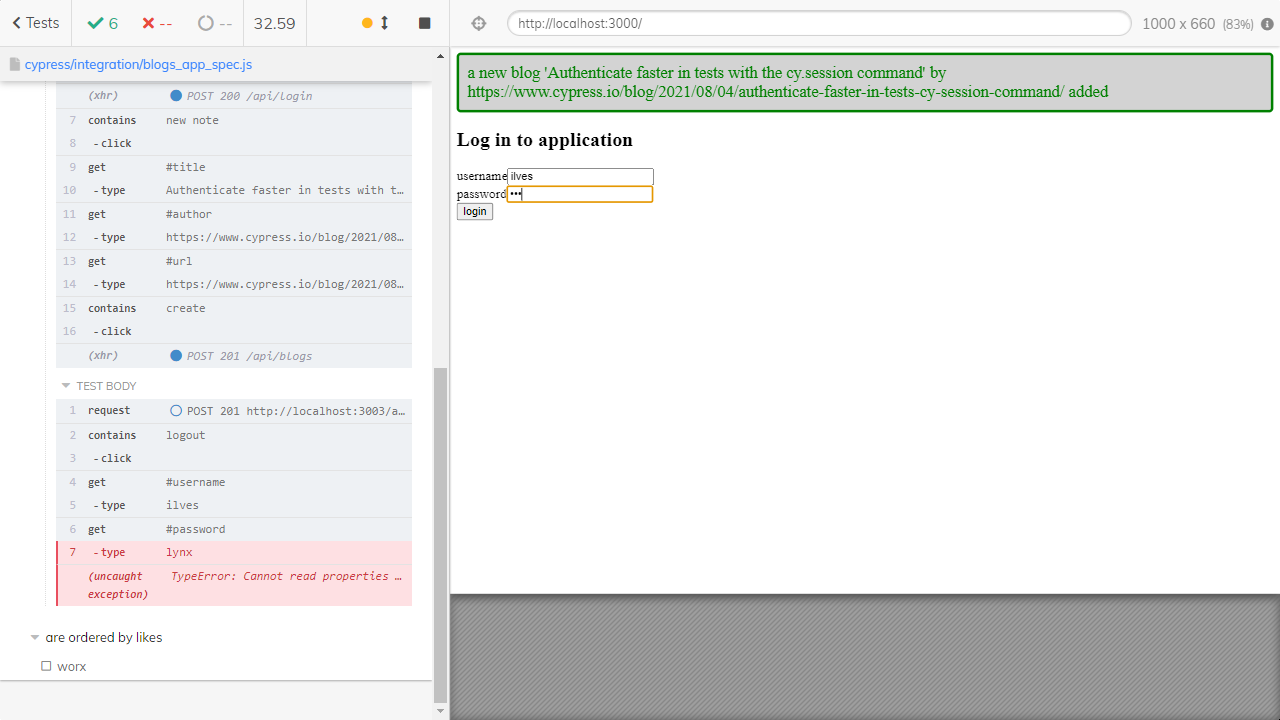 Tests 6 -- -- 32.59 http://localhost:3000/ 1000 x 660 (83%)
cypress/integration/blogs_app_spec.js
(xhr) POST 200 /api/login
7 contains new note
8 -click
9 get #title
10 -type Authenticate faster in tests with t…
11 get #author
12 -type https://www.cypress.io/blog/2021/08…
13 get #url
14 -type https://www.cypress.io/blog/2021/08…
15 contains create
16 -click
(xhr) POST 201 /api/blogs
TEST BODY
1 request POST 201 http://localhost:3003/a…
2 contains logout
3 -click
4 get #username
5 -type ilves
6 get #password
7 -type lynx
(uncaught exception) TypeError: Cannot read properties …
are ordered by likes
worx
a new blog 'Authenticate faster in tests with the cy.session command' by
https://www.cypress.io/blog/2021/08/04/authenticate-faster-in-tests-cy-session-command/ added
Log in to application
username ilves
password •••
login